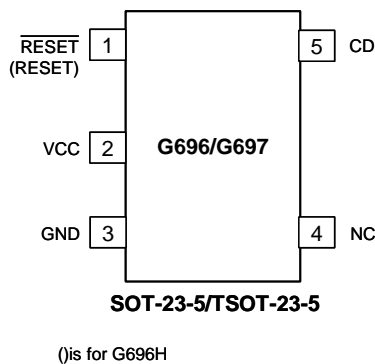 RESET 1
(RESET)
5 CD
VCC 2
G696/G697
GND 3
4 NC
SOT-23-5/TSOT-23-5
()is for G696H